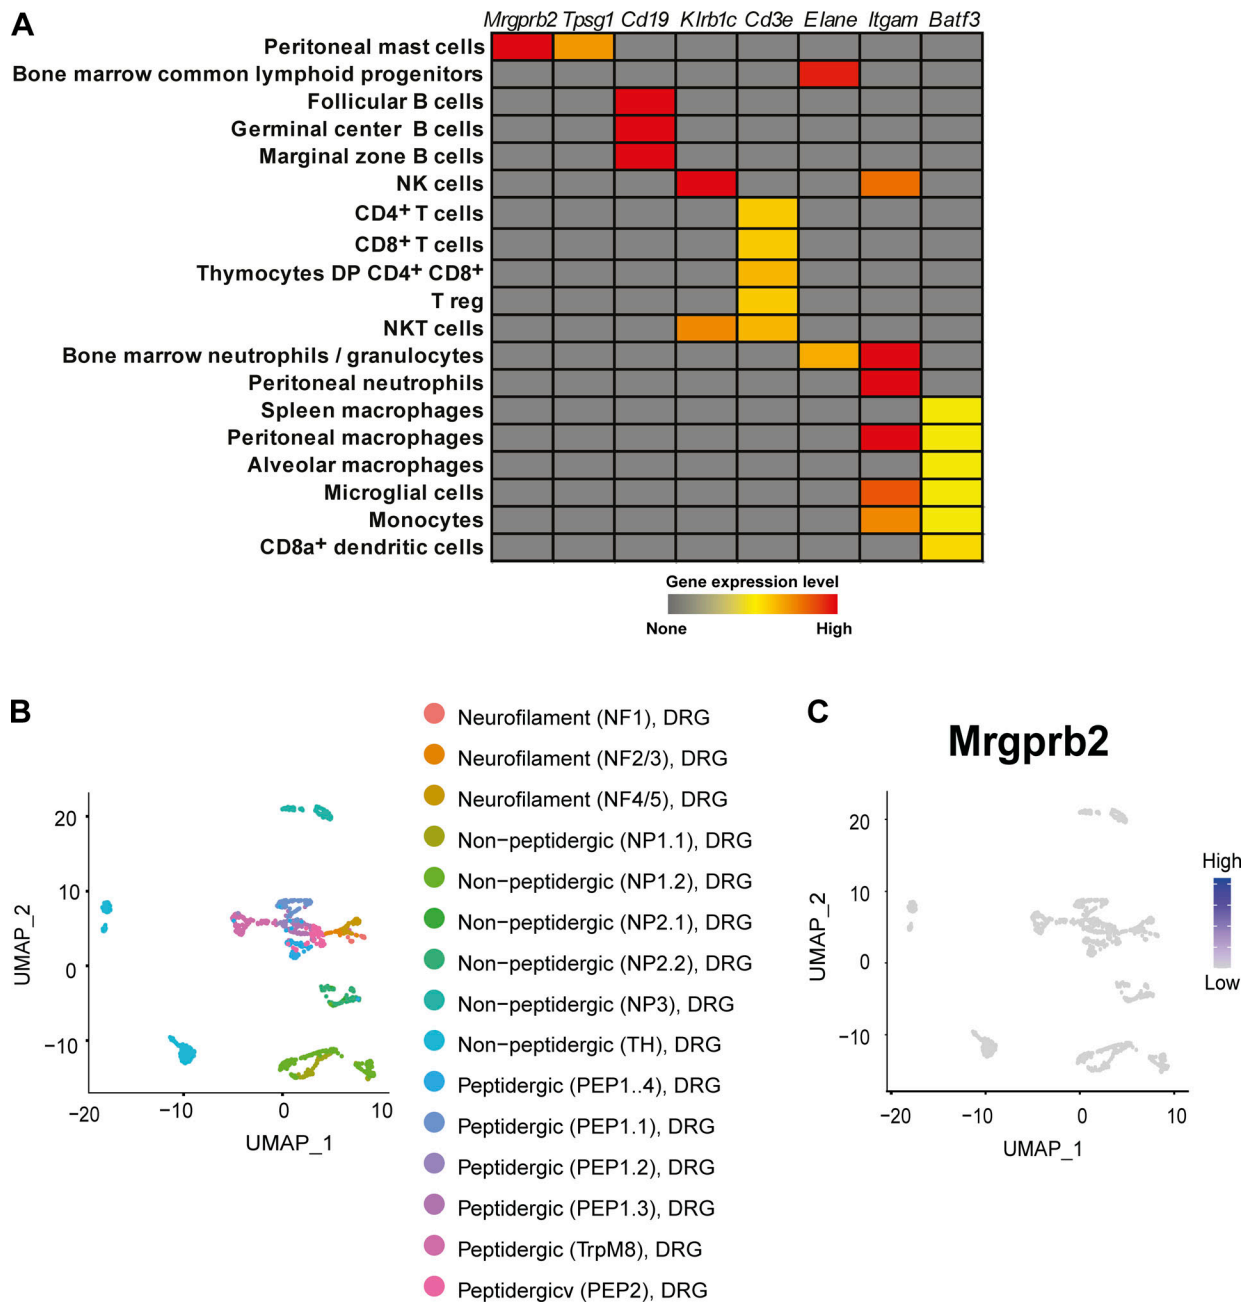 A
Mrgprb2 Tpsg1 Cd19 Klrb1c Cd3e Elane Itgam Batf3
Peritoneal mast cells
Bone marrow common lymphoid progenitors
Follicular B cells
Germinal center B cells
Marginal zone B cells
NK cells
CD4+ T cells
CD8+ T cells
Thymocytes DP CD4+ CD8+
T reg
NKT cells
Bone marrow neutrophils / granulocytes
Peritoneal neutrophils
Spleen macrophages
Peritoneal macrophages
Alveolar macrophages
Microglial cells
Monocytes
CD8a+ dendritic cells
Gene expression level
None High
B
20
10
0
−10
UMAP_2
−20 −10 0 10
UMAP_1
Neurofilament (NF1), DRG
Neurofilament (NF2/3), DRG
Neurofilament (NF4/5), DRG
Non−peptidergic (NP1.1), DRG
Non−peptidergic (NP1.2), DRG
Non−peptidergic (NP2.1), DRG
Non−peptidergic (NP2.2), DRG
Non−peptidergic (NP3), DRG
Non−peptidergic (TH), DRG
Peptidergic (PEP1..4), DRG
Peptidergic (PEP1.1), DRG
Peptidergic (PEP1.2), DRG
Peptidergic (PEP1.3), DRG
Peptidergic (TrpM8), DRG
Peptidergicv (PEP2), DRG
C
Mrgprb2
20
10
0
−10
UMAP_2
−20 −10 0 10
UMAP_1
High
Low